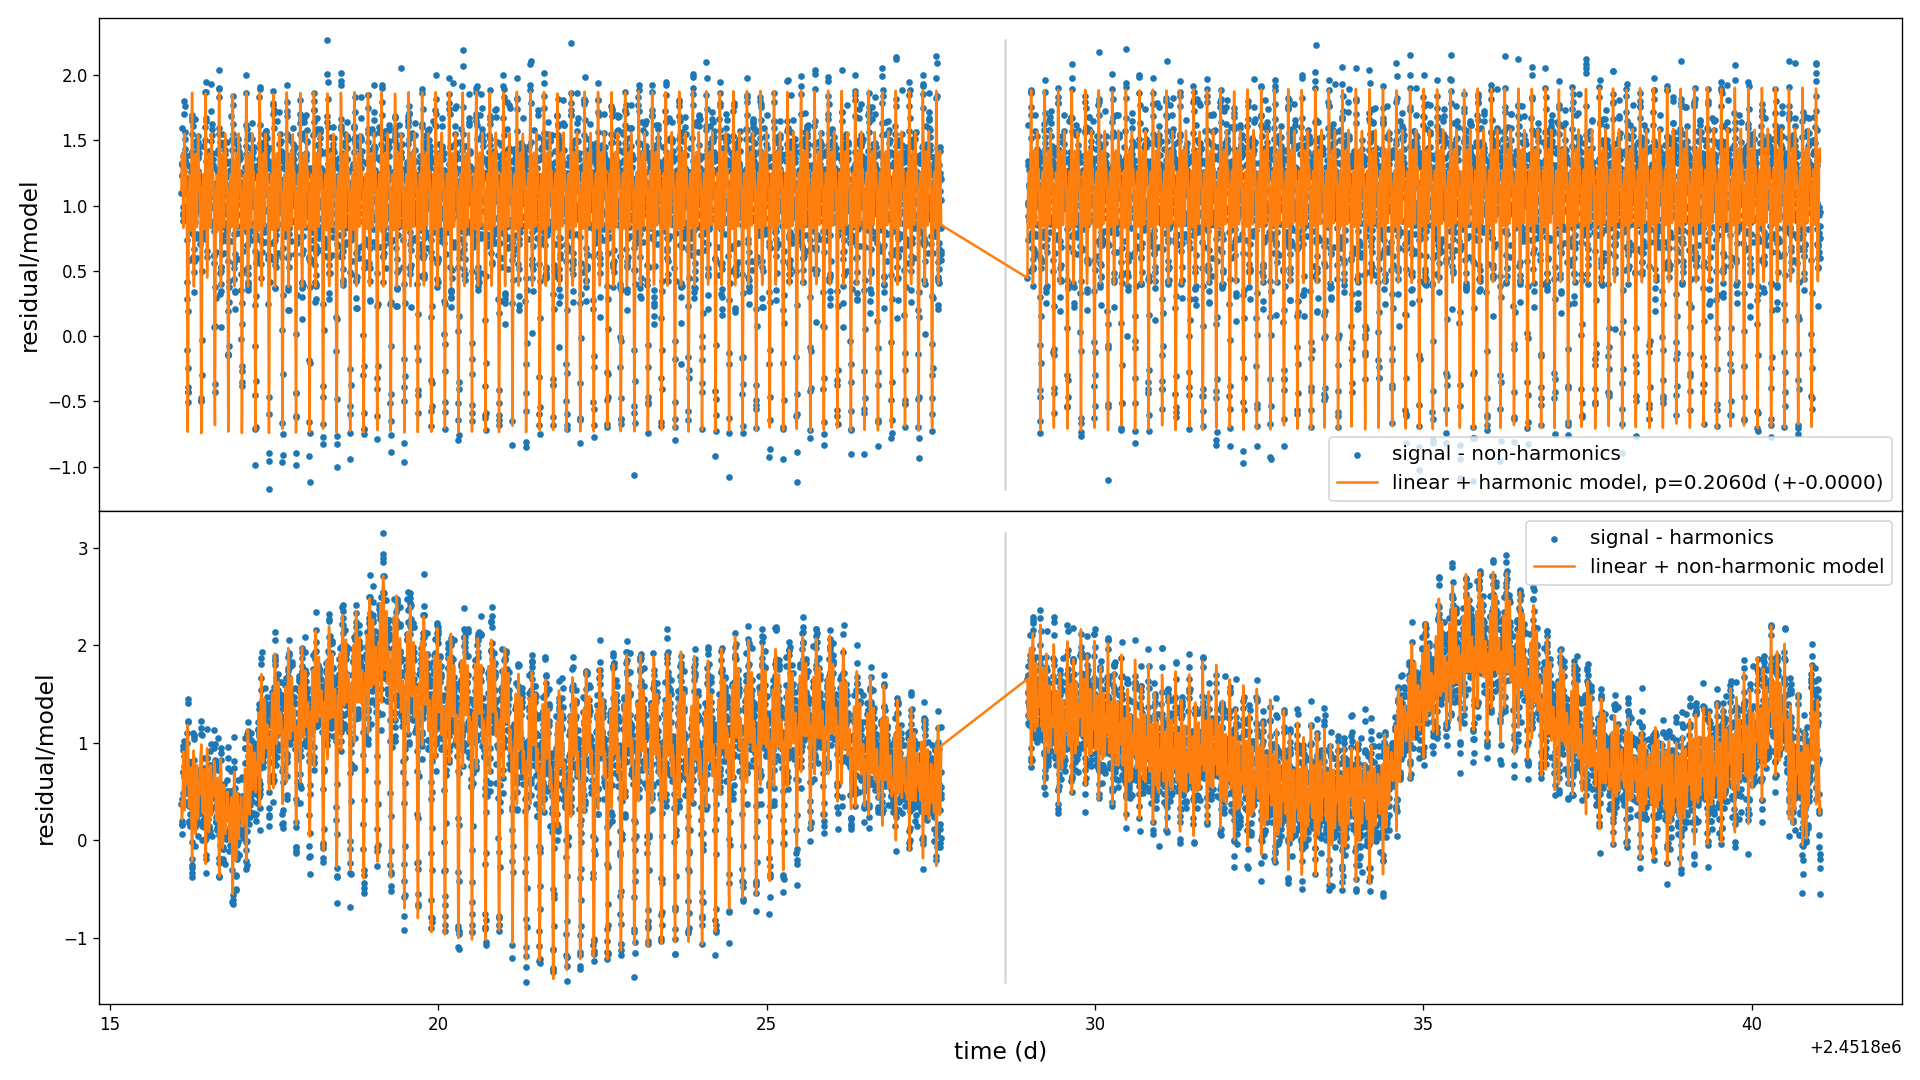 residual/model
2.0
1.5
1.0
0.5
0.0
−0.5
−1.0
signal - non-harmonics
linear + harmonic model, p=0.2060d (+-0.0000)
residual/model
3
2
1
0
−1
signal - harmonics
linear + non-harmonic model
15 20 25 30 35 40
+2.4518e6
time (d)